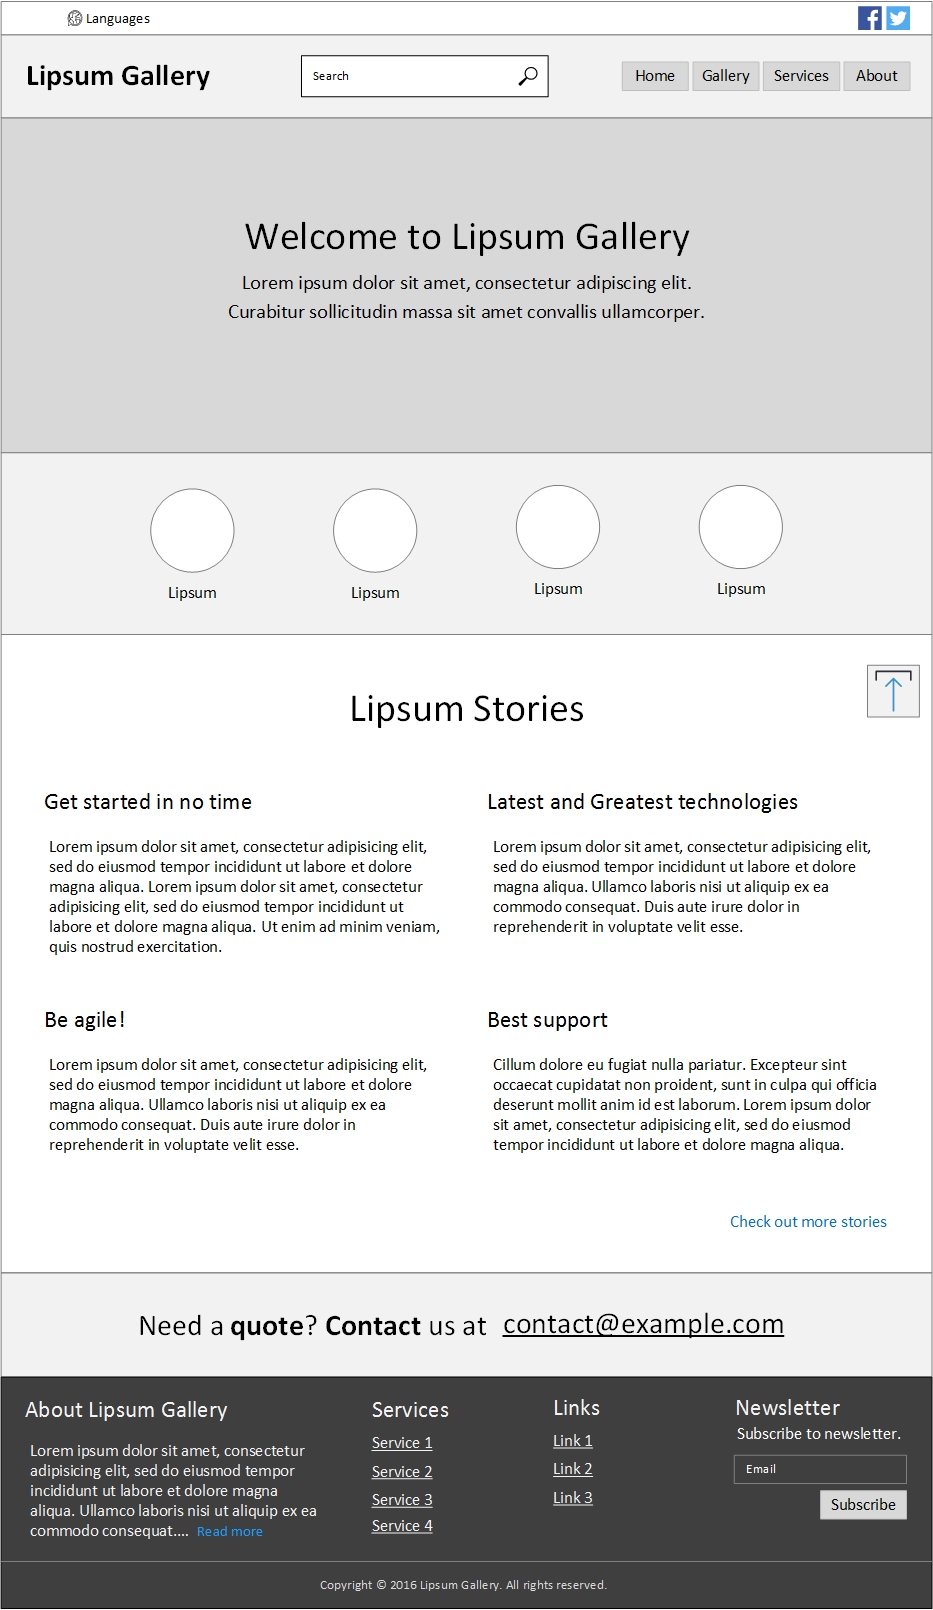 Languages
Lipsum Gallery
Search
Home
Gallery
Services
About
Welcome to Lipsum Gallery
Lorem ipsum dolor sit amet, consectetur adipiscing elit.
Curabitur sollicitudin massa sit amet convallis ullamcorper.
Lipsum
Lipsum
Lipsum
Lipsum
Lipsum Stories
Get started in no time
Lorem ipsum dolor sit amet, consectetur adipisicing elit,
sed do eiusmod tempor incididunt ut labore et dolore
magna aliqua. Lorem ipsum dolor sit amet, consectetur
adipisicing elit, sed do eiusmod tempor incididunt ut
labore et dolore magna aliqua. Ut enim ad minim veniam,
quis nostrud exercitation.
Latest and Greatest technologies
Lorem ipsum dolor sit amet, consectetur adipisicing elit,
sed do eiusmod tempor incididunt ut labore et dolore
magna aliqua. Ullamco laboris nisi ut aliquip ex ea
commodo consequat. Duis aute irure dolor in
reprehenderit in voluptate velit esse.
Be agile!
Lorem ipsum dolor sit amet, consectetur adipisicing elit,
sed do eiusmod tempor incididunt ut labore et dolore
magna aliqua. Ullamco laboris nisi ut aliquip ex ea
commodo consequat. Duis aute irure dolor in
reprehenderit in voluptate velit esse.
Best support
Cillum dolore eu fugiat nulla pariatur. Excepteur sint
occaecat cupidatat non proident, sunt in culpa qui officia
deserunt mollit anim id est laborum. Lorem ipsum dolor
sit amet, consectetur adipisicing elit, sed do eiusmod
tempor incididunt ut labore et dolore magna aliqua.
Check out more stories
Need a quote? Contact us at contact@example.com
About Lipsum Gallery
Lorem ipsum dolor sit amet, consectetur
adipisicing elit, sed do eiusmod tempor
incididunt ut labore et dolore magna
aliqua. Ullamco laboris nisi ut aliquip ex ea
commodo consequat.... Read more
Services
Service 1
Service 2
Service 3
Service 4
Links
Link 1
Link 2
Link 3
Newsletter
Subscribe to newsletter.
Email
Subscribe
Copyright © 2016 Lipsum Gallery. All rights reserved.